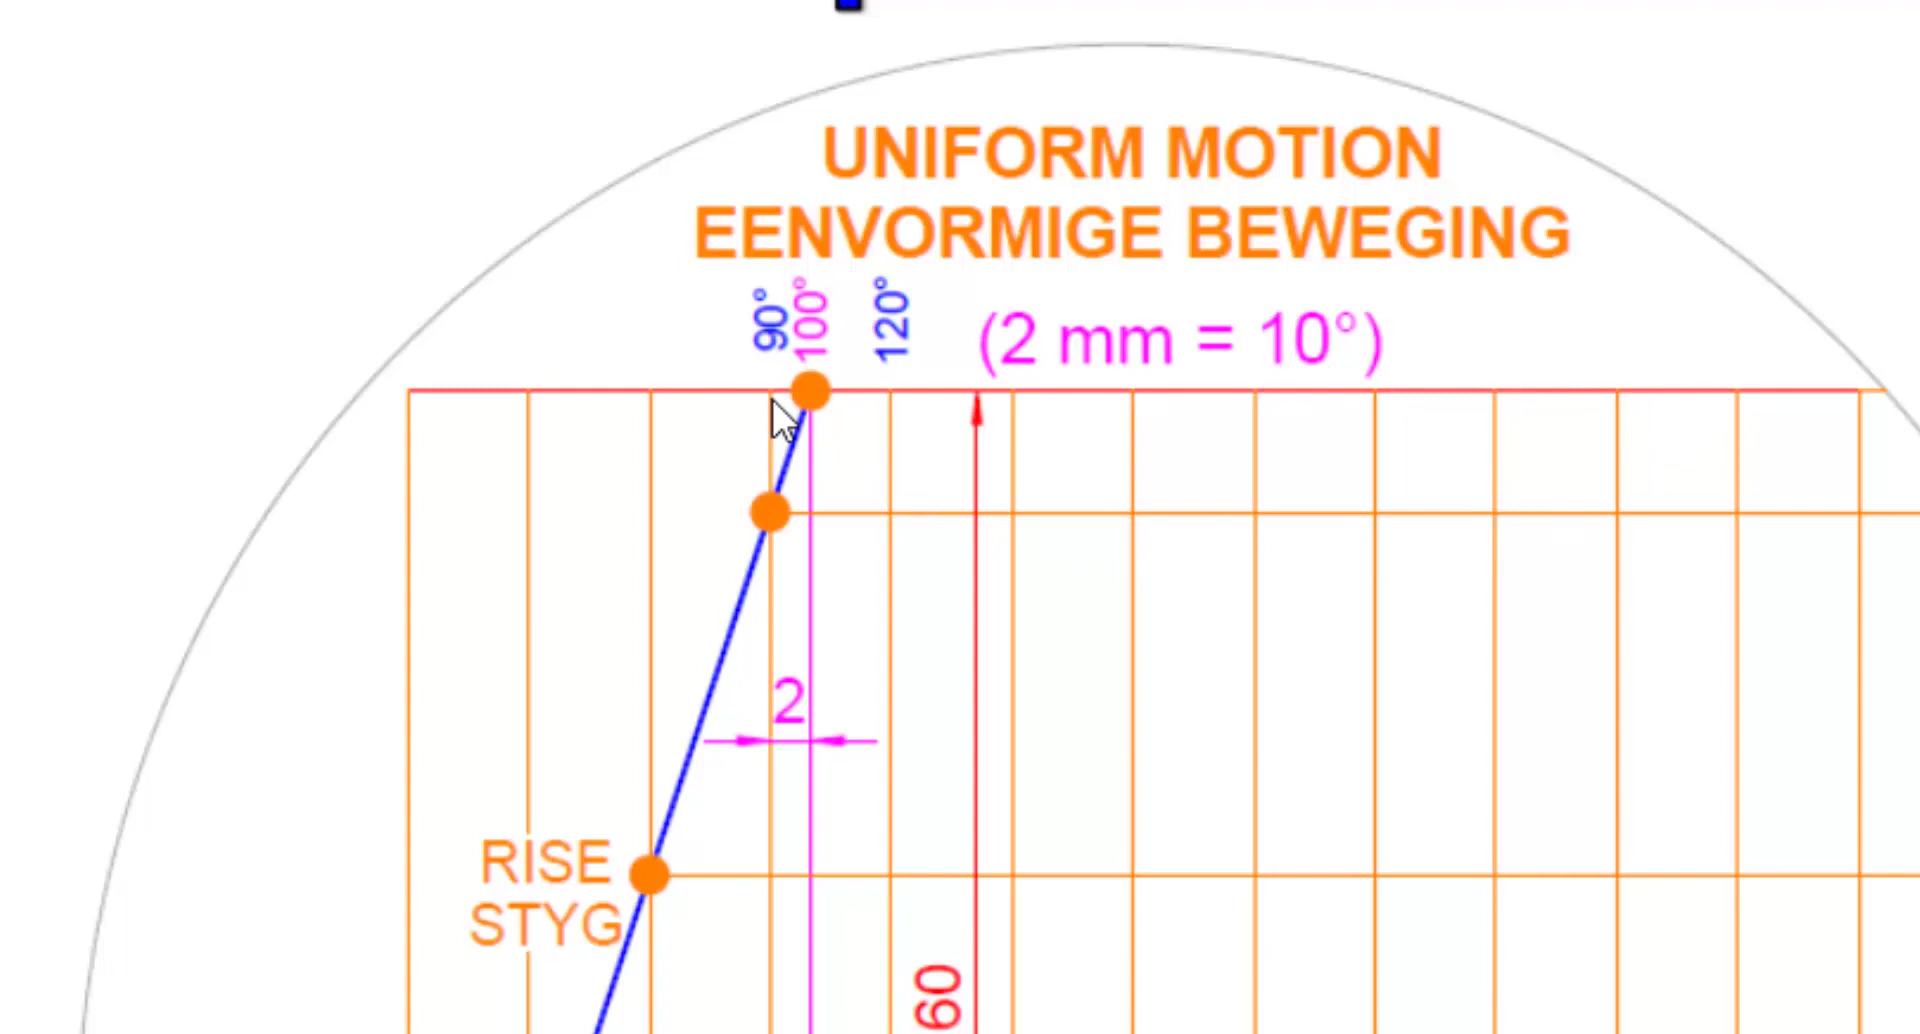 UNIFORM MOTION
EENVORMIGE BEWEGING
90° 100° 120° (2 mm = 10°)
2
RISE
STYG
60